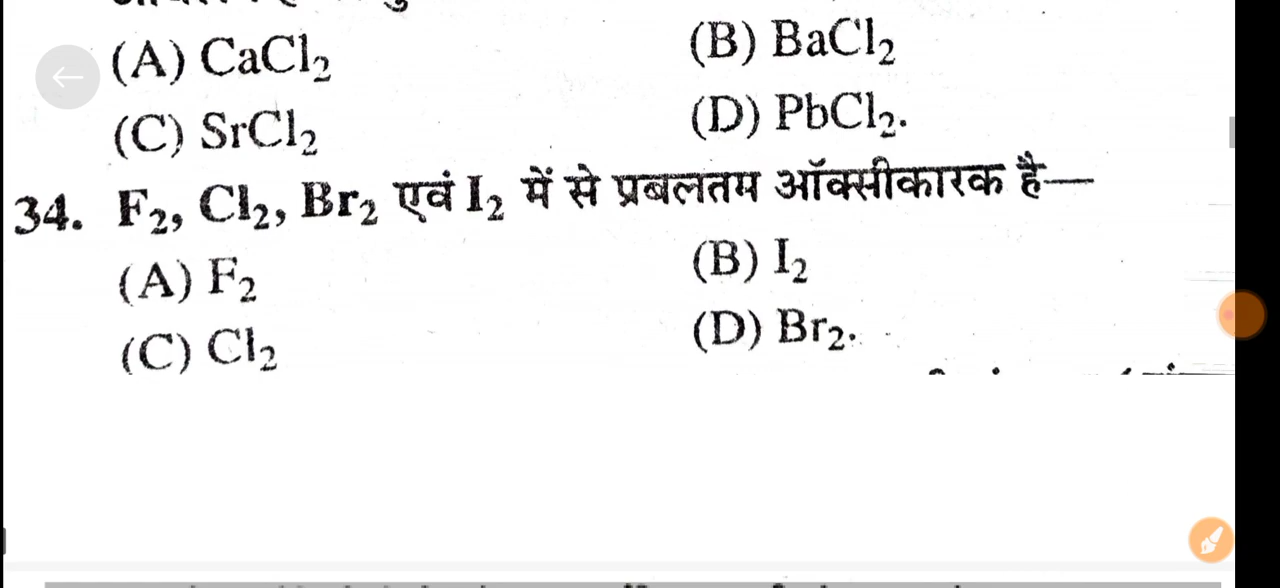 (A) CaCl₂ (B) BaCl₂
(C) SrCl₂ (D) PbCl₂.
34. F₂, Cl₂, Br₂ एवं I₂ में से प्रबलतम ऑक्सीकारक है—
(A) F₂ (B) I₂
(C) Cl₂ (D) Br₂.